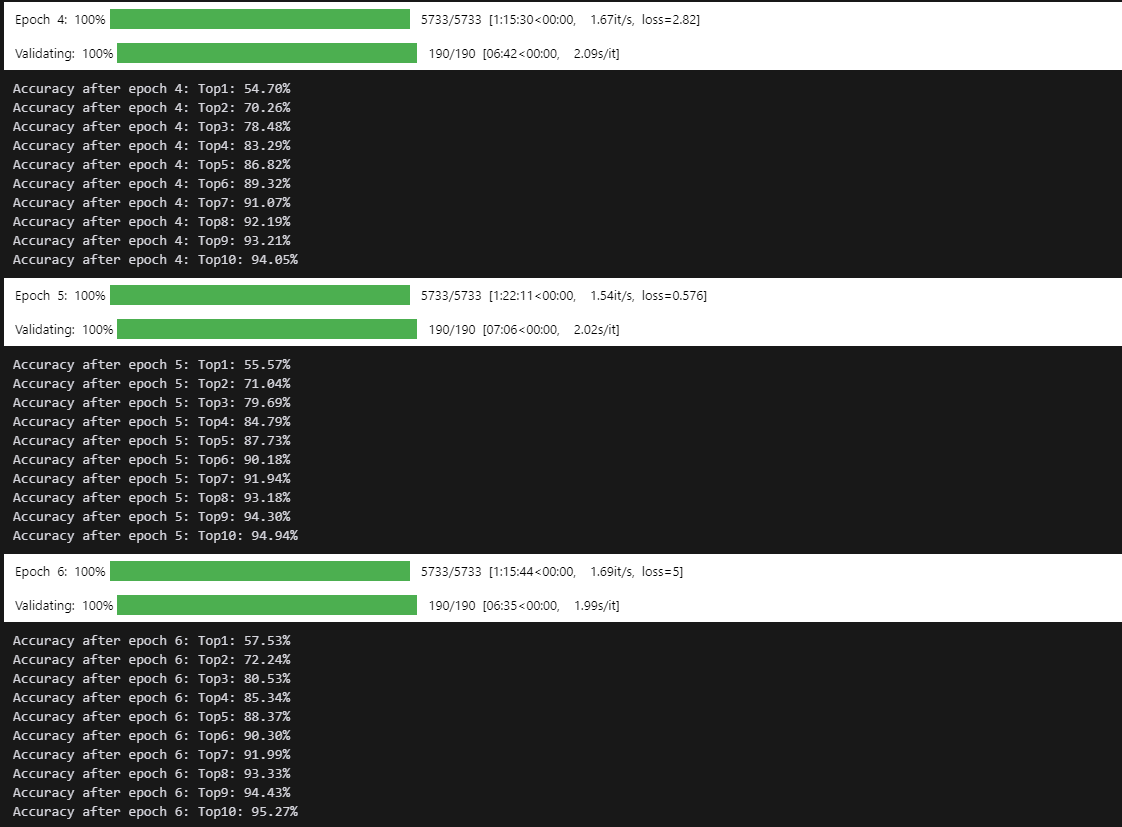 Epoch 4: 100% 5733/5733 [1:15:30<00:00, 1.67it/s, loss=2.82]
Validating: 100% 190/190 [06:42<00:00, 2.09s/it]
Accuracy after epoch 4: Top1: 54.70%
Accuracy after epoch 4: Top2: 70.26%
Accuracy after epoch 4: Top3: 78.48%
Accuracy after epoch 4: Top4: 83.29%
Accuracy after epoch 4: Top5: 86.82%
Accuracy after epoch 4: Top6: 89.32%
Accuracy after epoch 4: Top7: 91.07%
Accuracy after epoch 4: Top8: 92.19%
Accuracy after epoch 4: Top9: 93.21%
Accuracy after epoch 4: Top10: 94.05%
Epoch 5: 100% 5733/5733 [1:22:11<00:00, 1.54it/s, loss=0.576]
Validating: 100% 190/190 [07:06<00:00, 2.02s/it]
Accuracy after epoch 5: Top1: 55.57%
Accuracy after epoch 5: Top2: 71.04%
Accuracy after epoch 5: Top3: 79.69%
Accuracy after epoch 5: Top4: 84.79%
Accuracy after epoch 5: Top5: 87.73%
Accuracy after epoch 5: Top6: 90.18%
Accuracy after epoch 5: Top7: 91.94%
Accuracy after epoch 5: Top8: 93.18%
Accuracy after epoch 5: Top9: 94.30%
Accuracy after epoch 5: Top10: 94.94%
Epoch 6: 100% 5733/5733 [1:15:44<00:00, 1.69it/s, loss=5]
Validating: 100% 190/190 [06:35<00:00, 1.99s/it]
Accuracy after epoch 6: Top1: 57.53%
Accuracy after epoch 6: Top2: 72.24%
Accuracy after epoch 6: Top3: 80.53%
Accuracy after epoch 6: Top4: 85.34%
Accuracy after epoch 6: Top5: 88.37%
Accuracy after epoch 6: Top6: 90.30%
Accuracy after epoch 6: Top7: 91.99%
Accuracy after epoch 6: Top8: 93.33%
Accuracy after epoch 6: Top9: 94.43%
Accuracy after epoch 6: Top10: 95.27%